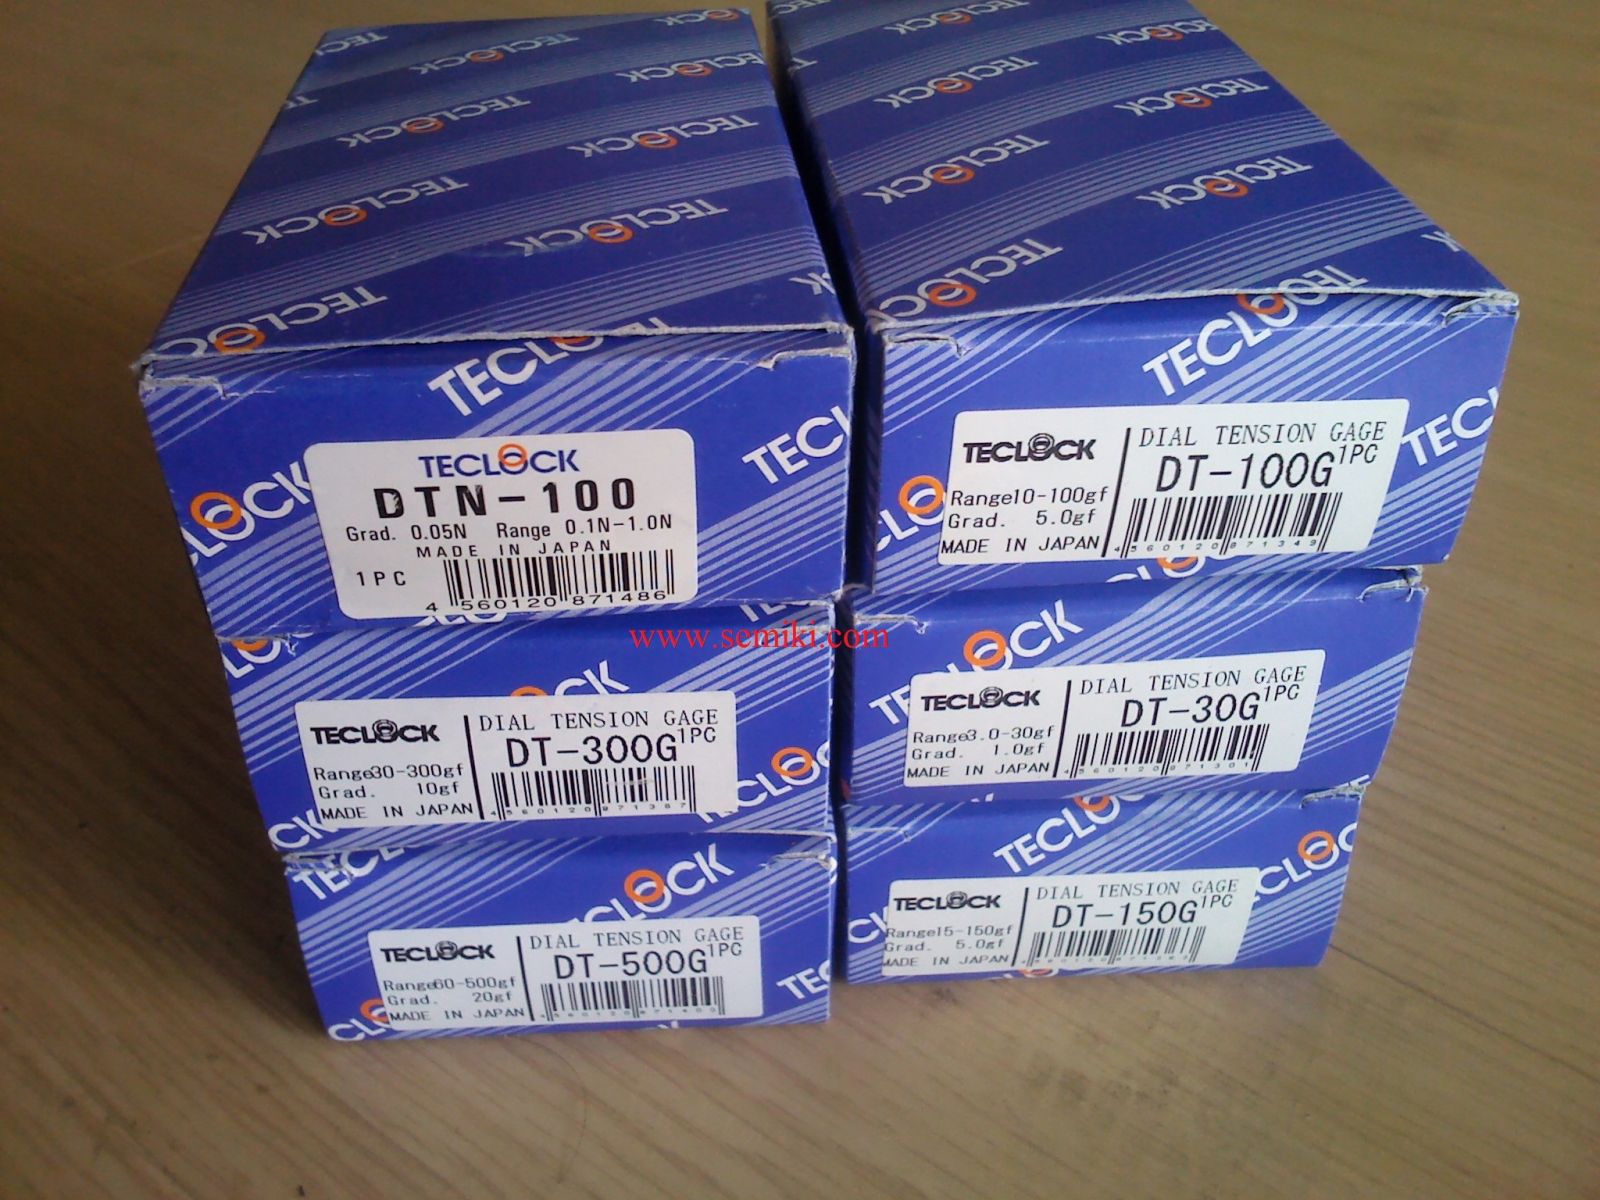 TECLOCK
DTN-100
Grad. 0.05N Range 0.1N-1.0N
MADE IN JAPAN
1PC
4 560120 871486
TECLOCK
DIAL TENSION GAGE
DT-100G 1PC
Range10-100gf
Grad. 5.0gf
MADE IN JAPAN
4560120871349
www.semiki.com
TECLOCK
DIAL TENSION GAGE
DT-300G 1PC
Range30-300gf
Grad. 10gf
MADE IN JAPAN
4560120871387
TECLOCK
DIAL TENSION GAGE
DT-30G 1PC
Range3.0-30gf
Grad. 1.0gf
MADE IN JAPAN
4560120871301
TECLOCK
DIAL TENSION GAGE
DT-500G 1PC
Range60-500gf
Grad. 20gf
MADE IN JAPAN
4560120871400
TECLOCK
DIAL TENSION GAGE
DT-150G 1PC
Range15-150gf
Grad. 5.0gf
MADE IN JAPAN